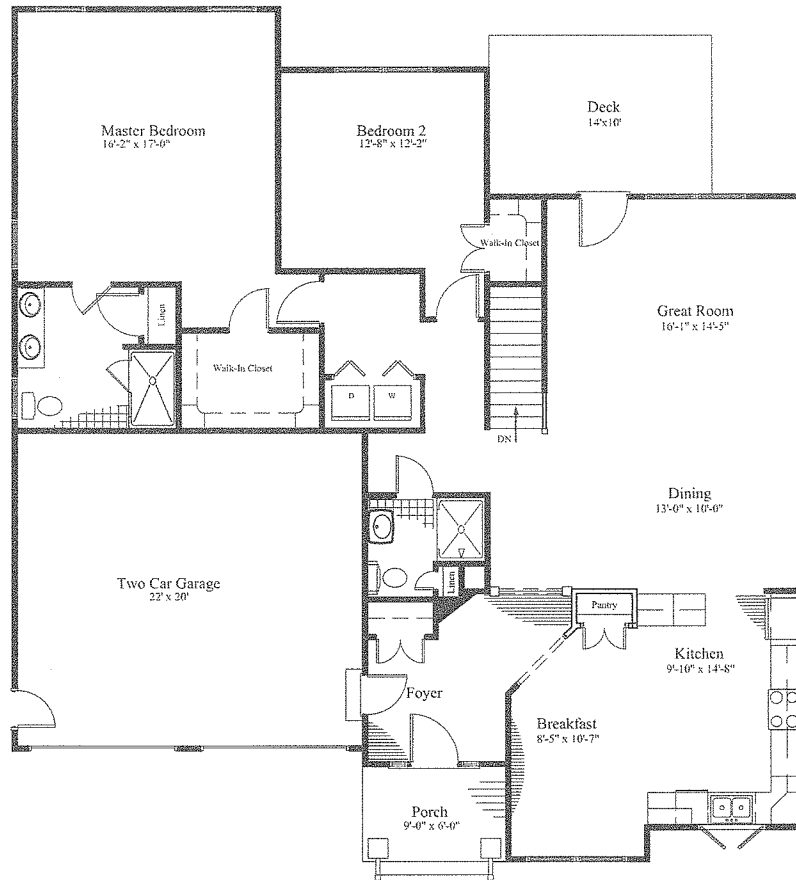 Master Bedroom
16'-2" x 17'-0"
Bedroom 2
12'-8" x 12'-2"
Deck
14'x10'
Walk-In Closet
Great Room
16'-1" x 14'-5"
Linen
Walk-In Closet
D
W
DN
Dining
13'-0" x 10'-0"
Two Car Garage
22' x 20'
Linen
Pantry
Kitchen
9'-10" x 14'-8"
Foyer
Breakfast
8'-5" x 10'-7"
Porch
9'-0" x 6'-0"